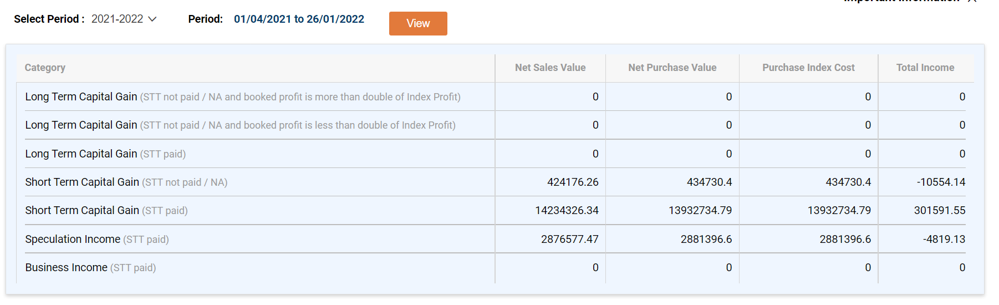 Important Information
Select Period : 2021-2022 Period: 01/04/2021 to 26/01/2022 View
Category Net Sales Value Net Purchase Value Purchase Index Cost Total Income
Long Term Capital Gain (STT not paid / NA and booked profit is more than double of Index Profit) 0 0 0 0
Long Term Capital Gain (STT not paid / NA and booked profit is less than double of Index Profit) 0 0 0 0
Long Term Capital Gain (STT paid) 0 0 0 0
Short Term Capital Gain (STT not paid / NA) 424176.26 434730.4 434730.4 -10554.14
Short Term Capital Gain (STT paid) 14234326.34 13932734.79 13932734.79 301591.55
Speculation Income (STT paid) 2876577.47 2881396.6 2881396.6 -4819.13
Business Income (STT paid) 0 0 0 0